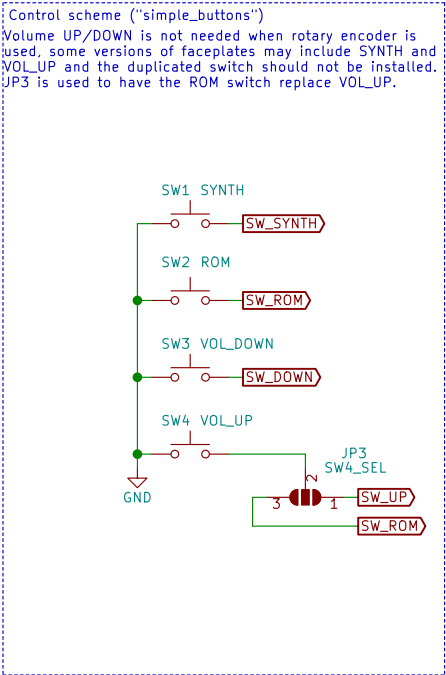 Control scheme ("simple_buttons")
Volume UP/DOWN is not needed when rotary encoder is
used, some versions of faceplates may include SYNTH and
VOL_UP and the duplicated switch should not be installed.
JP3 is used to have the ROM switch replace VOL_UP.
SW1 SYNTH
SW_SYNTH
SW2 ROM
SW_ROM
SW3 VOL_DOWN
SW_DOWN
SW4 VOL_UP
JP3
SW4_SEL
2
GND
3
1
SW_UP
SW_ROM